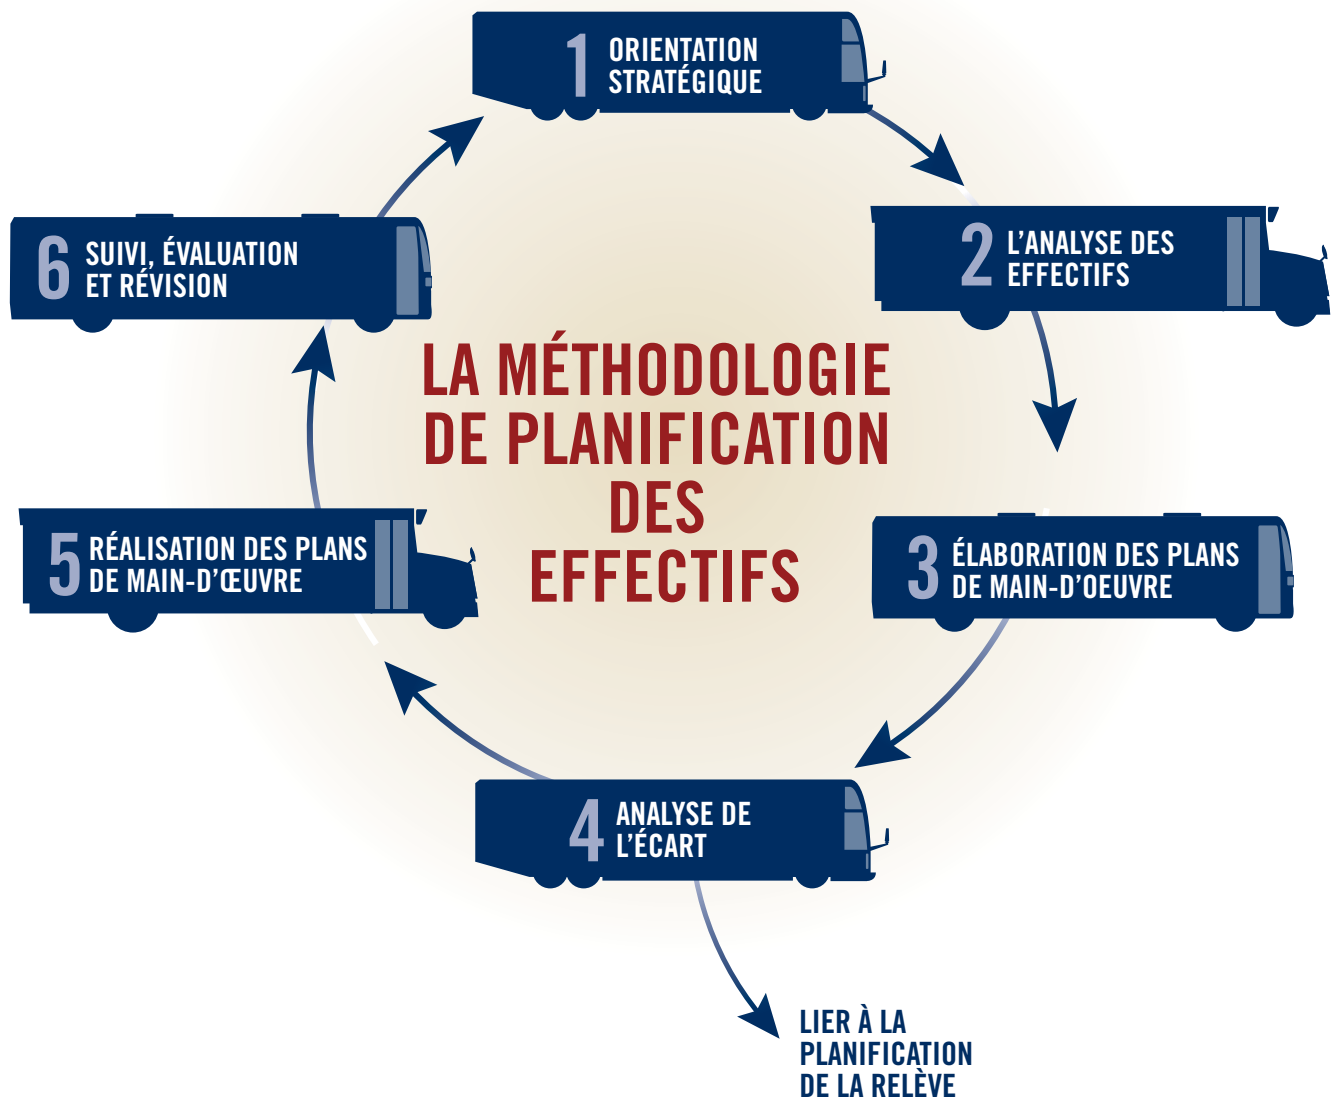 1 ORIENTATION
STRATÉGIQUE
2 L'ANALYSE DES
EFFECTIFS
3 ÉLABORATION DES PLANS
DE MAIN-D'OEUVRE
4 ANALYSE DE
L'ÉCART
5 RÉALISATION DES PLANS
DE MAIN-D'ŒUVRE
6 SUIVI, ÉVALUATION
ET RÉVISION
LA MÉTHODOLOGIE
DE PLANIFICATION
DES
EFFECTIFS
LIER À LA
PLANIFICATION
DE LA RELÈVE